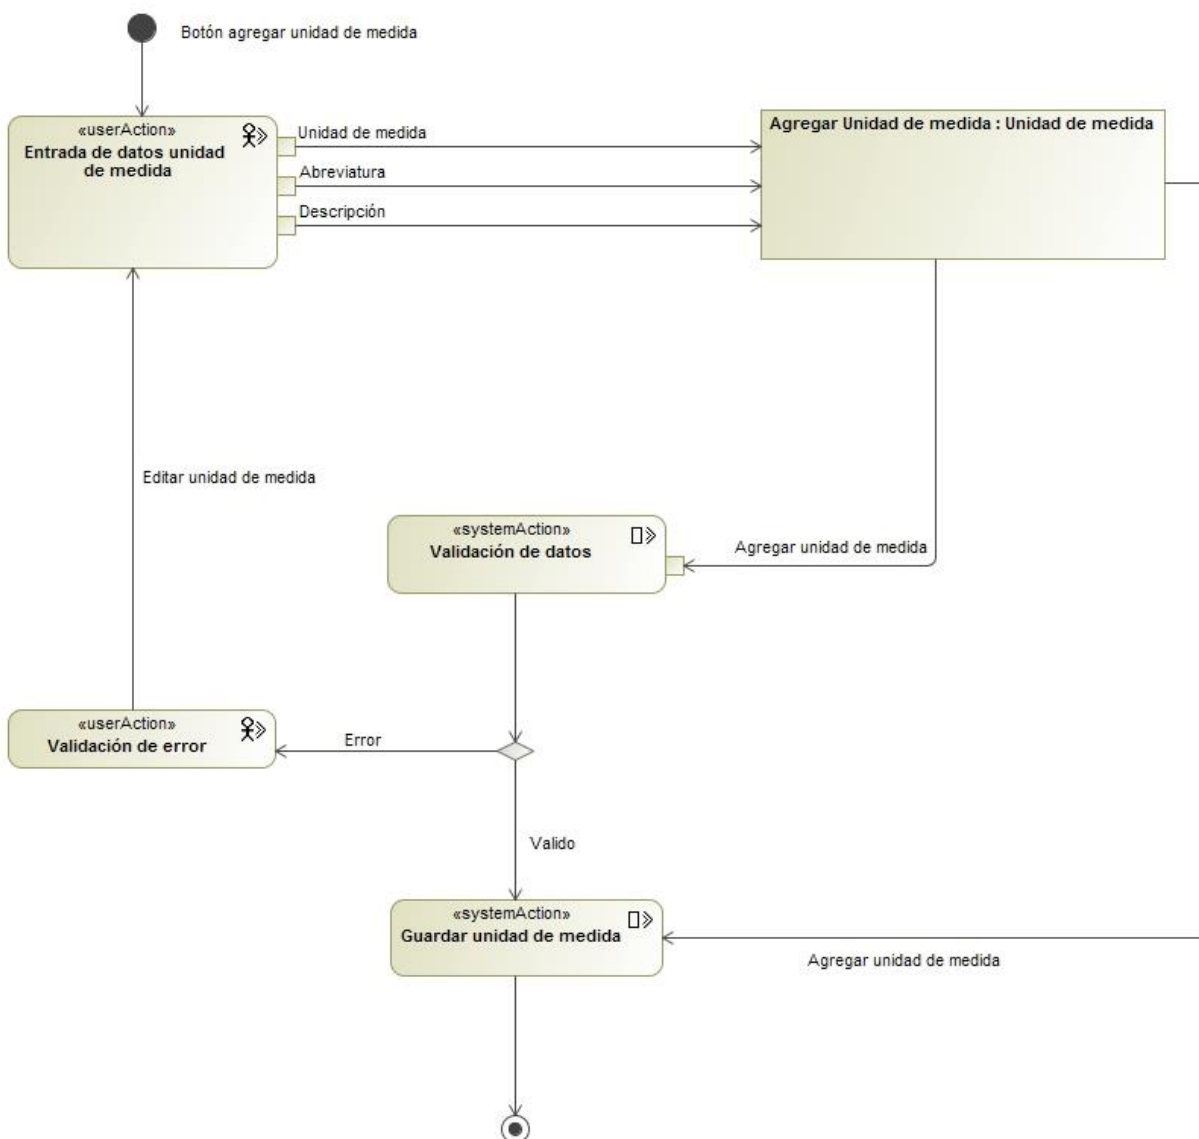 Botón agregar unidad de medida
«userAction»
Entrada de datos unidad
de medida
Unidad de medida
Abreviatura
Descripción
Agregar Unidad de medida : Unidad de medida
Editar unidad de medida
«systemAction»
Validación de datos
Agregar unidad de medida
«userAction»
Validación de error
Error
Valido
«systemAction»
Guardar unidad de medida
Agregar unidad de medida